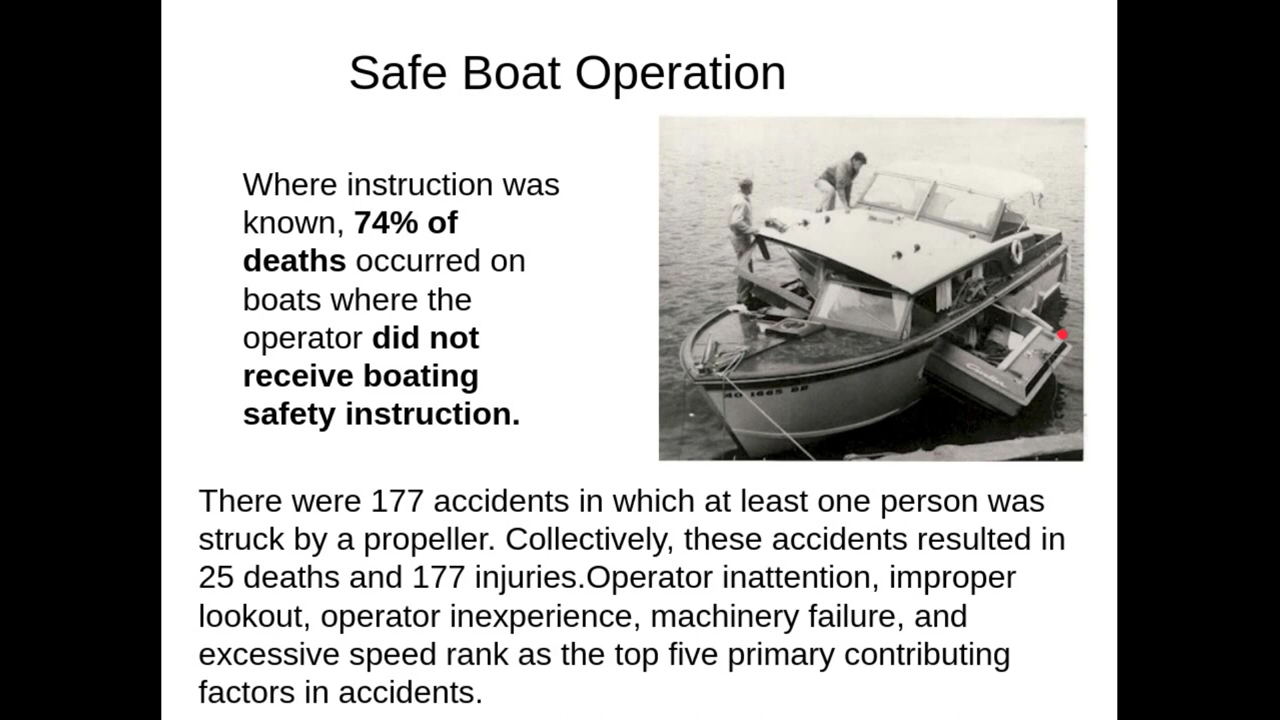 Safe Boat Operation
Where instruction was
known, 74% of
deaths occurred on
boats where the
operator did not
receive boating
safety instruction.
There were 177 accidents in which at least one person was
struck by a propeller. Collectively, these accidents resulted in
25 deaths and 177 injuries.Operator inattention, improper
lookout, operator inexperience, machinery failure, and
excessive speed rank as the top five primary contributing
factors in accidents.